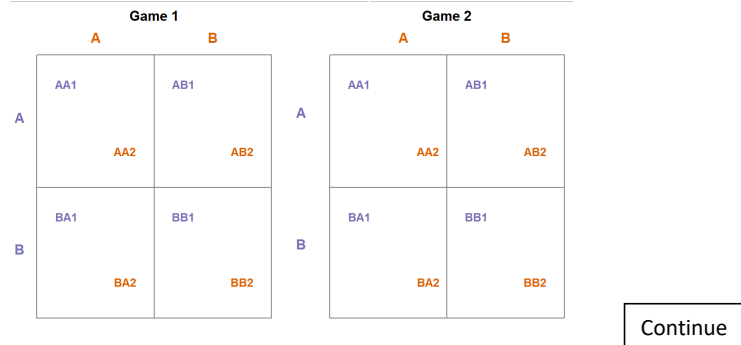 Game 1 Game 2
A B A B
AA1 AB1 AA1 AB1
A A
AA2 AB2 AA2 AB2
BA1 BB1 BA1 BB1
B B
BA2 BB2 BA2 BB2
Continue